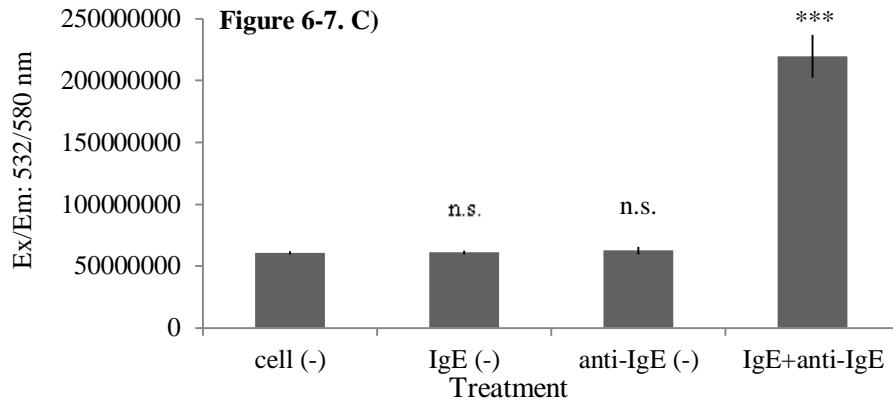 Figure 6-7. C)
Ex/Em: 532/580 nm
250000000
200000000
150000000
100000000
50000000
0
n.s.
n.s.
***
cell (-)
IgE (-)
anti-IgE (-)
IgE+anti-IgE
Treatment